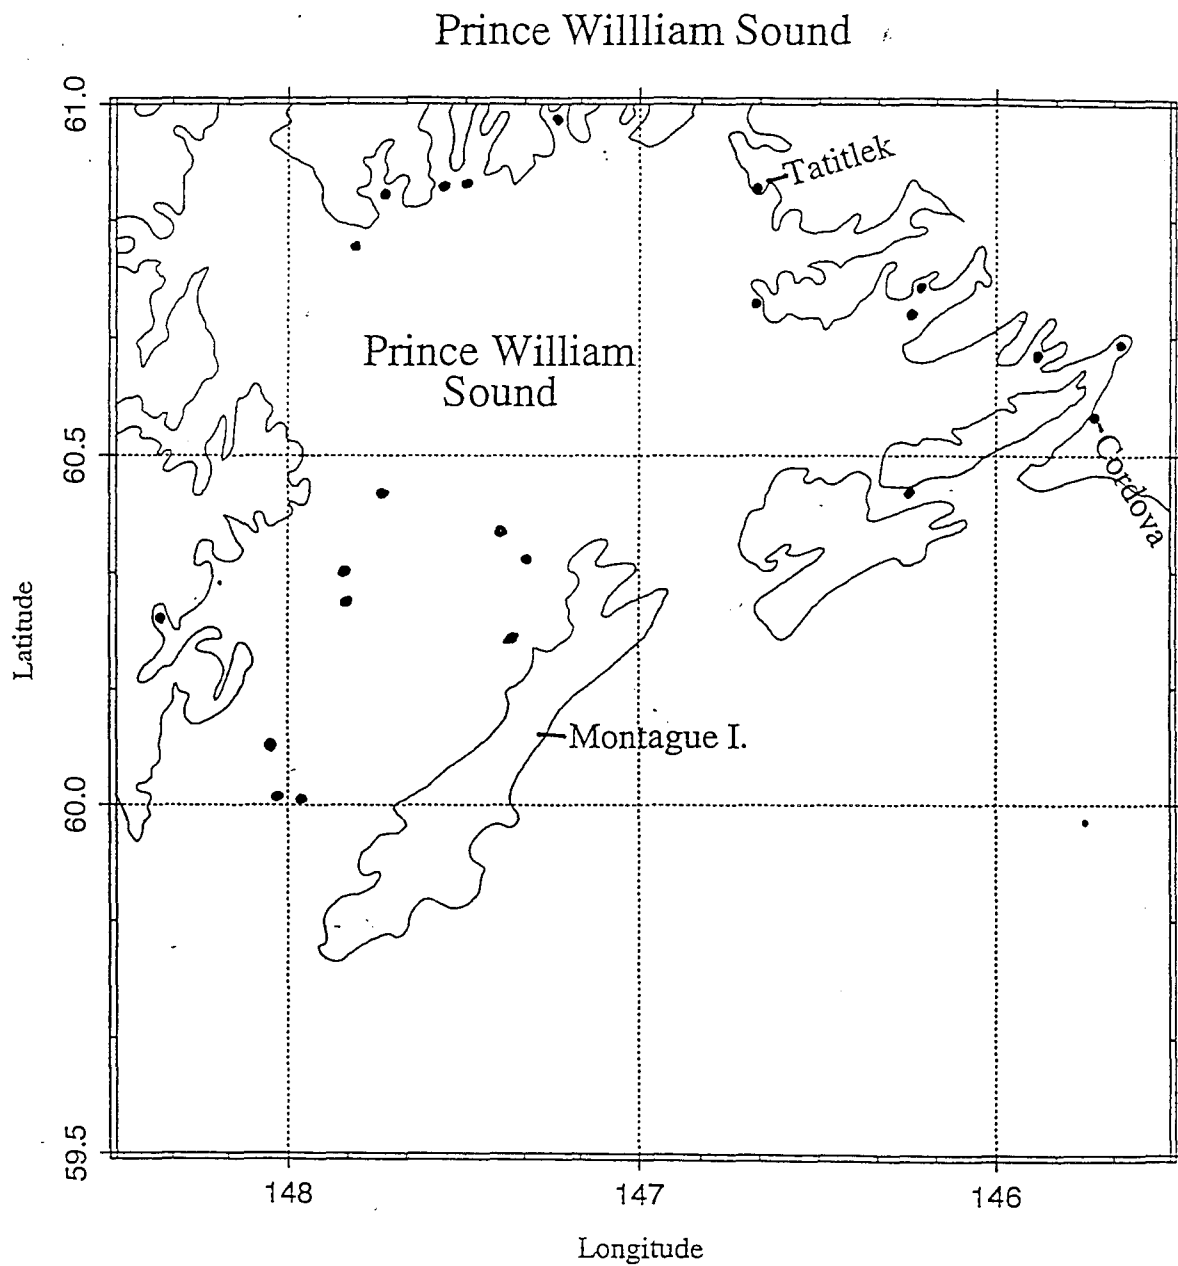 Prince Willliam Sound
61.0
Tatitlek
Prince William
Sound
60.5
Cordova
Latitude
Montague I.
60.0
59.5
148
147
146
Longitude